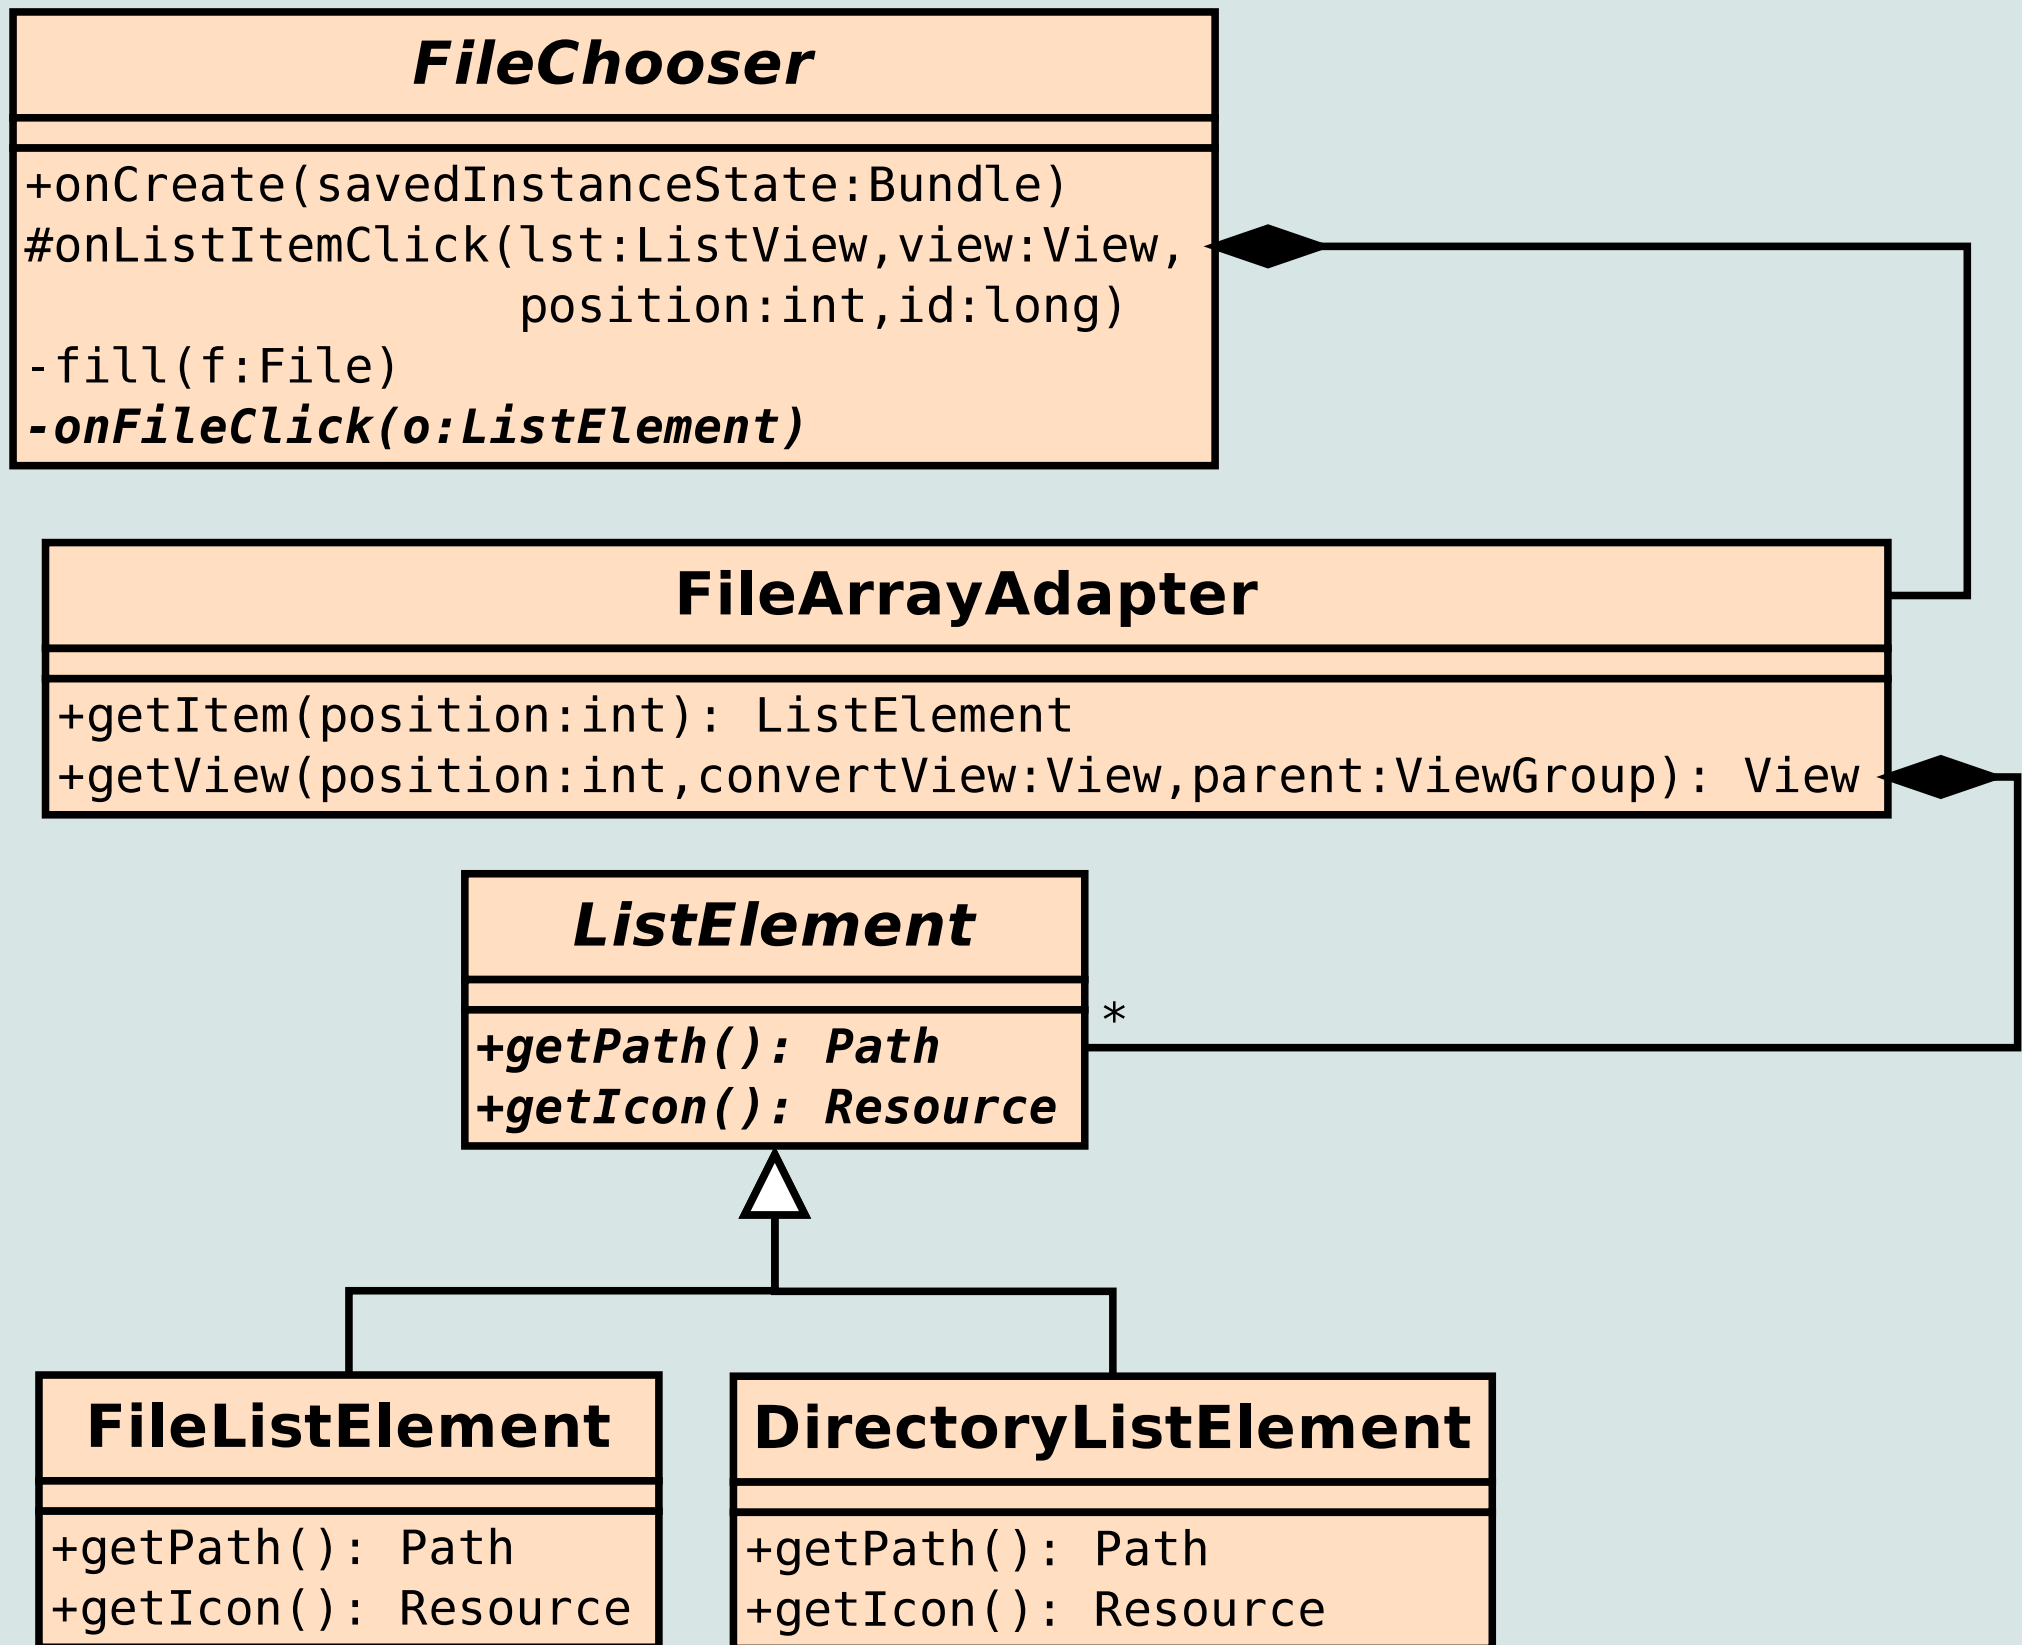 FileChooser
+onCreate(savedInstanceState:Bundle)
#onListItemClick(lst:ListView,view:View,
position:int,id:long)
-fill(f:File)
-onFileClick(o:ListElement)
FileArrayAdapter
+getItem(position:int): ListElement
+getView(position:int,convertView:View,parent:ViewGroup): View
ListElement
*
+getPath(): Path
+getIcon(): Resource
FileListElement
+getPath(): Path
+getIcon(): Resource
DirectoryListElement
+getPath(): Path
+getIcon(): Resource